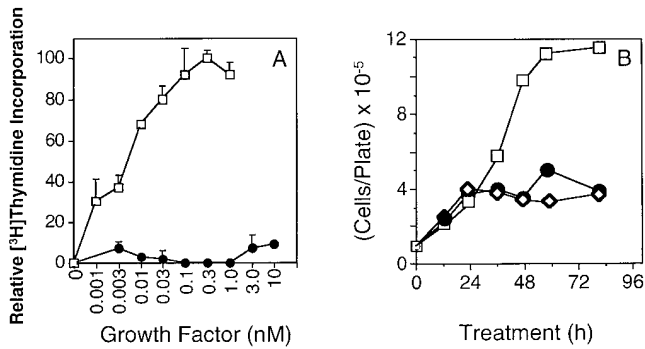 A
Relative [³H]Thymidine Incorporation
100
80
60
40
20
0
0 0.001 0.003 0.01 0.03 0.1 0.3 1.0 3.0 10
Growth Factor (nM)
B
(Cells/Plate) x 10⁻⁵
12
8
4
0
0 24 48 72 96
Treatment (h)